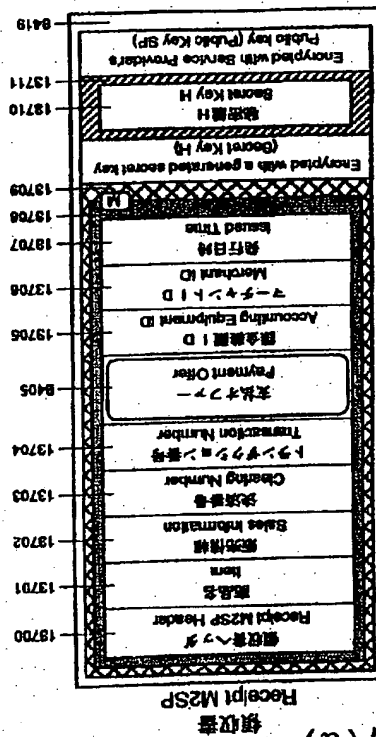 領収書
Receipt M2SP
領収書ヘッダ
Receipt M2SP Header
13700
商品名
Item
13701
販売情報
Sales Information
13702
決済番号
Clearing Number
13703
トランザクション番号
Transaction Number
13704
支払オファー
Payment Offer
8405
課金装置ID
Accounting Equipment ID
13705
マーチャントID
Merchant ID
13706
発行日時
Issued Time
13707
13708
M
13709
Encrypted with a generated secret key
(Secret Key H)
秘密鍵H
Secret Key H
13710
13711
Encrypted with Service Provider's
Public key (Public Key SP)
8419